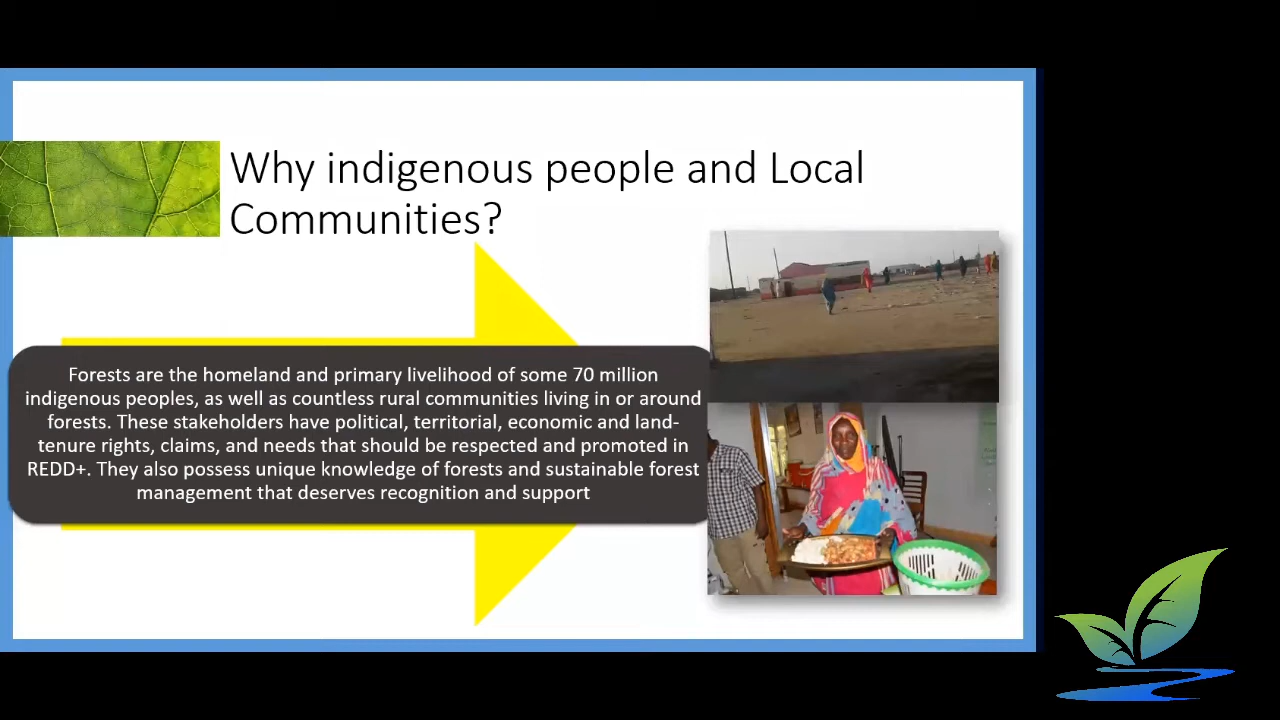 Why indigenous people and Local
Communities?
Forests are the homeland and primary livelihood of some 70 million
indigenous peoples, as well as countless rural communities living in or around
forests. These stakeholders have political, territorial, economic and land-
tenure rights, claims, and needs that should be respected and promoted in
REDD+. They also possess unique knowledge of forests and sustainable forest
management that deserves recognition and support